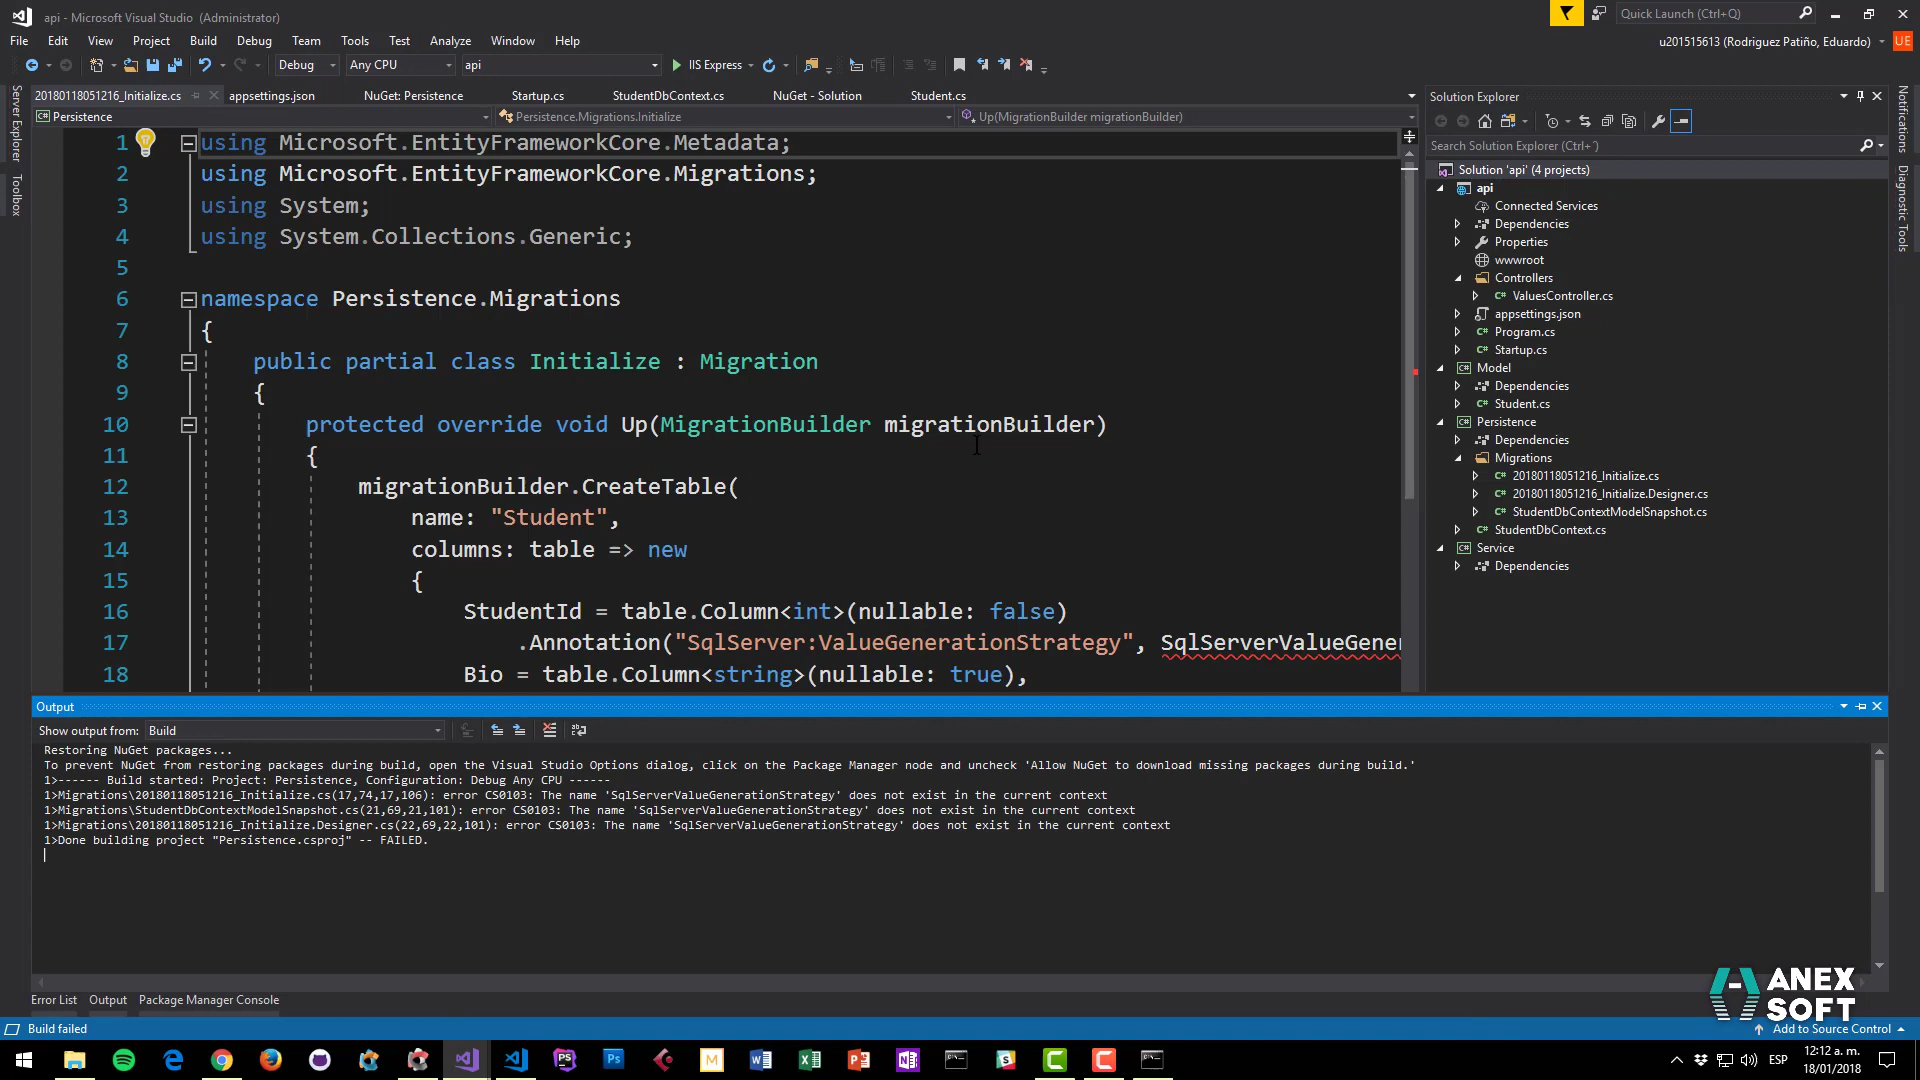 api - Microsoft Visual Studio (Administrator)
Quick Launch (Ctrl+Q)
File Edit View Project Build Debug Team Tools Test Analyze Window Help
u201515613 (Rodriguez Patiño, Eduardo) UE
Debug Any CPU api IIS Express
Server Explorer
Toolbox
20180118051216_Initialize.cs appsettings.json NuGet: Persistence Startup.cs StudentDbContext.cs NuGet - Solution Student.cs
Persistence Persistence.Migrations.Initialize Up(MigrationBuilder migrationBuilder)
1 using Microsoft.EntityFrameworkCore.Metadata;
2 using Microsoft.EntityFrameworkCore.Migrations;
3 using System;
4 using System.Collections.Generic;
5
6 namespace Persistence.Migrations
7 {
8 public partial class Initialize : Migration
9 {
10 protected override void Up(MigrationBuilder migrationBuilder)
11 {
12 migrationBuilder.CreateTable(
13 name: "Student",
14 columns: table => new
15 {
16 StudentId = table.Column<int>(nullable: false)
17 .Annotation("SqlServer:ValueGenerationStrategy", SqlServerValueGener
18 Bio = table.Column<string>(nullable: true),
Solution Explorer
Search Solution Explorer (Ctrl+´)
Solution 'api' (4 projects)
api
Connected Services
Dependencies
Properties
wwwroot
Controllers
C# ValuesController.cs
appsettings.json
C# Program.cs
C# Startup.cs
C# Model
Dependencies
C# Student.cs
C# Persistence
Dependencies
Migrations
C# 20180118051216_Initialize.cs
C# 20180118051216_Initialize.Designer.cs
C# StudentDbContextModelSnapshot.cs
C# StudentDbContext.cs
C# Service
Dependencies
Notifications
Diagnostic Tools
Output
Show output from: Build
Restoring NuGet packages...
To prevent NuGet from restoring packages during build, open the Visual Studio Options dialog, click on the Package Manager node and uncheck 'Allow NuGet to download missing packages during build.'
1>------ Build started: Project: Persistence, Configuration: Debug Any CPU ------
1>Migrations\20180118051216_Initialize.cs(17,74,17,106): error CS0103: The name 'SqlServerValueGenerationStrategy' does not exist in the current context
1>Migrations\StudentDbContextModelSnapshot.cs(21,69,21,101): error CS0103: The name 'SqlServerValueGenerationStrategy' does not exist in the current context
1>Migrations\20180118051216_Initialize.Designer.cs(22,69,22,101): error CS0103: The name 'SqlServerValueGenerationStrategy' does not exist in the current context
1>Done building project "Persistence.csproj" -- FAILED.
Error List Output Package Manager Console
ANEX
SOFT
Build failed
Add to Source Control
ESP
12:12 a. m.
18/01/2018